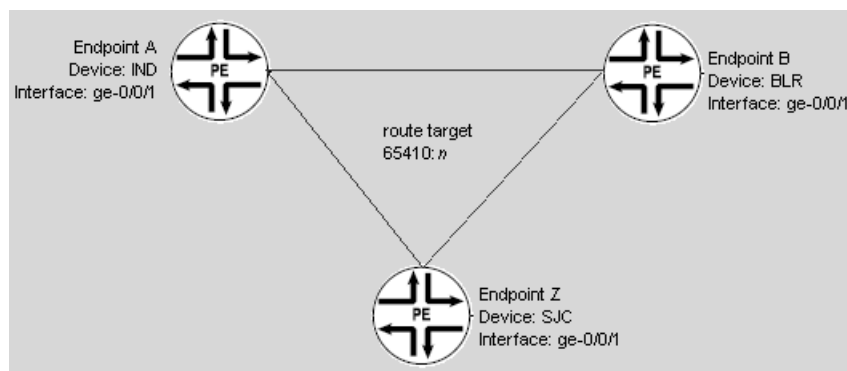 Endpoint A
Device: IND
Interface: ge-0/0/1
PE
PE
Endpoint B
Device: BLR
Interface: ge-0/0/1
route target
65410: n
PE
Endpoint Z
Device: SJC
Interface: ge-0/0/1